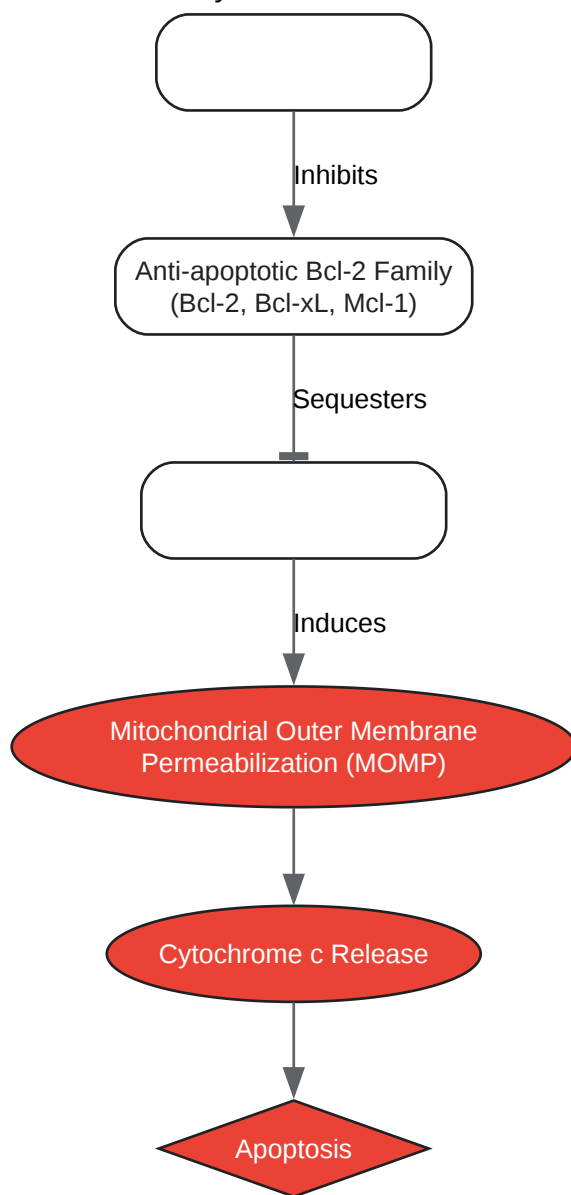 Inhibits
Anti-apoptotic Bcl-2 Family
(Bcl-2, Bcl-xL, Mcl-1)
Sequesters
Induces
Mitochondrial Outer Membrane
Permeabilization (MOMP)
Cytochrome c Release
Apoptosis